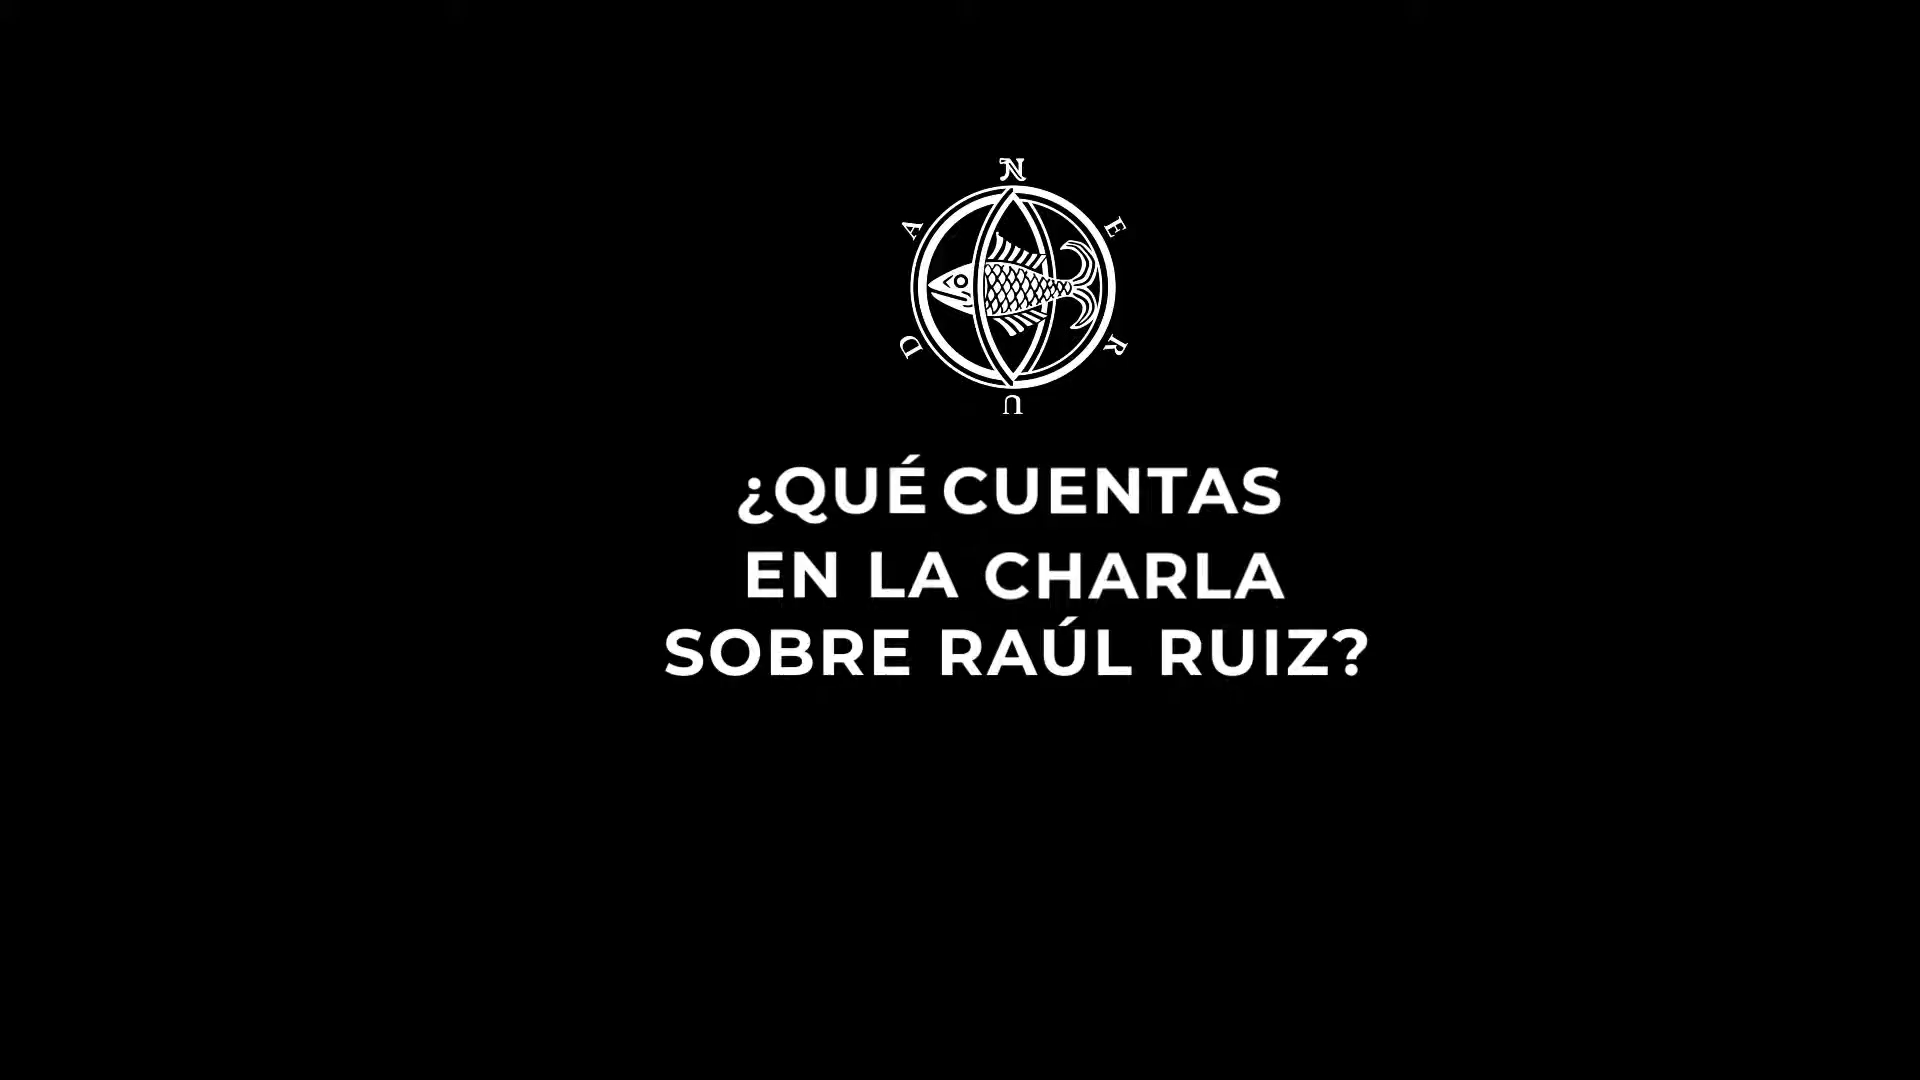 N E R U D A
¿QUÉ CUENTAS
EN LA CHARLA
SOBRE RAÚL RUIZ?